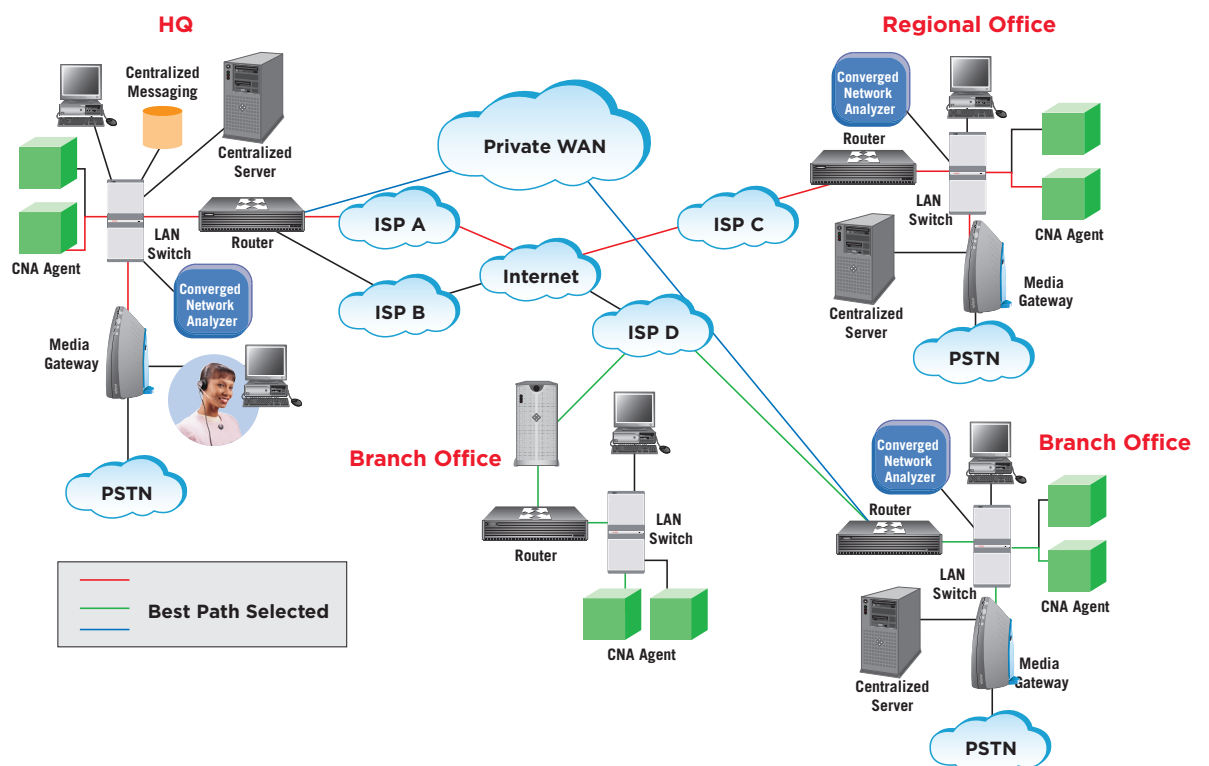 HQ
Regional Office
Centralized
Messaging
Centralized
Server
CNA Agent
LAN
Switch
Router
Converged
Network
Analyzer
Media
Gateway
PSTN
Private WAN
ISP A
ISP B
Internet
ISP C
ISP D
Converged
Network
Analyzer
Router
LAN
Switch
CNA Agent
Centralized
Server
Media
Gateway
PSTN
Branch Office
Router
LAN
Switch
CNA Agent
Branch Office
Converged
Network
Analyzer
Router
LAN
Switch
CNA Agent
Centralized
Server
Media
Gateway
PSTN
Best Path Selected